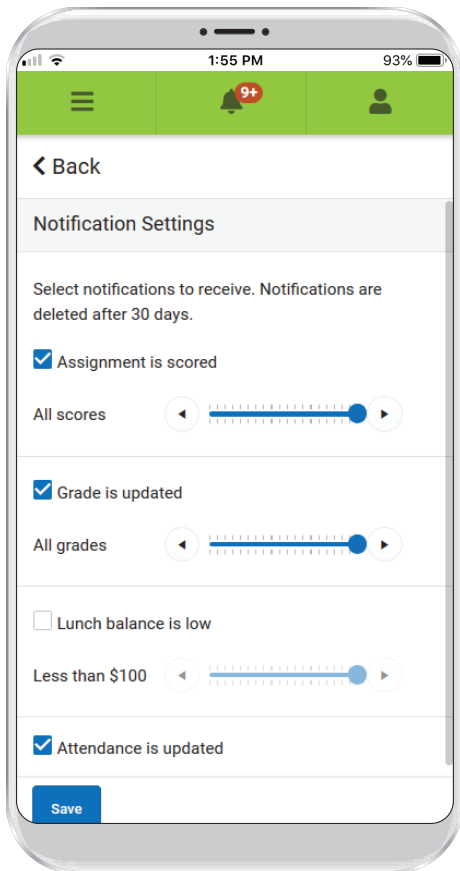 1:55 PM
93%
9+
Back
Notification Settings
Select notifications to receive. Notifications are
deleted after 30 days.
Assignment is scored
All scores
Grade is updated
All grades
Lunch balance is low
Less than $100
Attendance is updated
Save